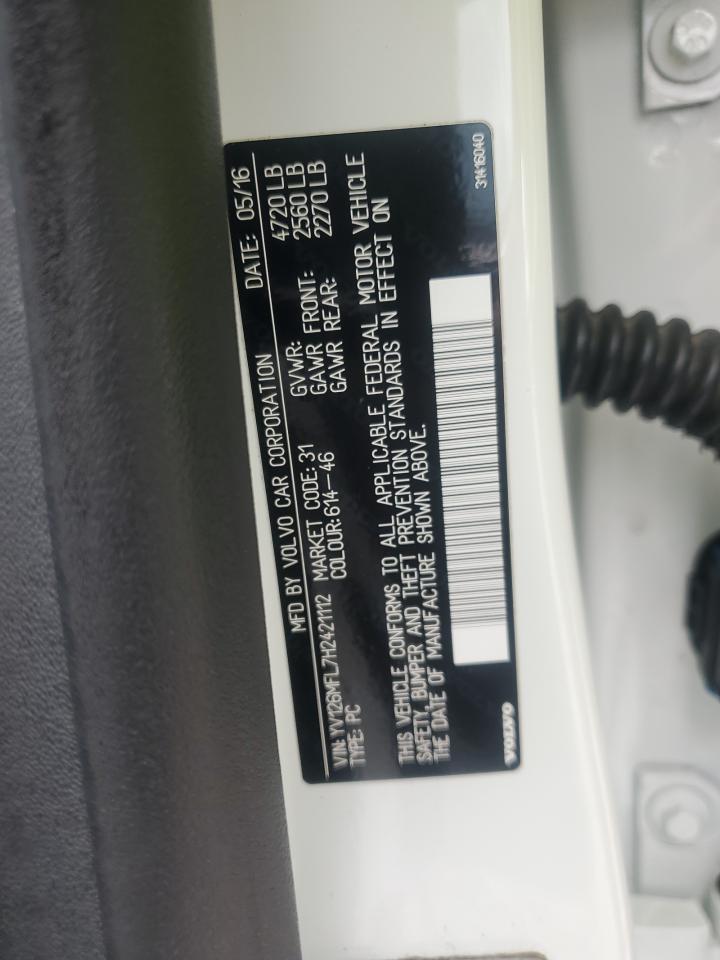 MFD BY VOLVO CAR CORPORATION DATE: 05/16
VIN: YV126MFL7H2421112 MARKET CODE: 31 GVWR: 4720 LB
TYPE: PC COLOUR: 614-46 GAWR FRONT: 2560 LB
GAWR REAR: 2270 LB
THIS VEHICLE CONFORMS TO ALL APPLICABLE FEDERAL MOTOR VEHICLE
SAFETY, BUMPER AND THEFT PREVENTION STANDARDS IN EFFECT ON
THE DATE OF MANUFACTURE SHOWN ABOVE.
VOLVO 31416040